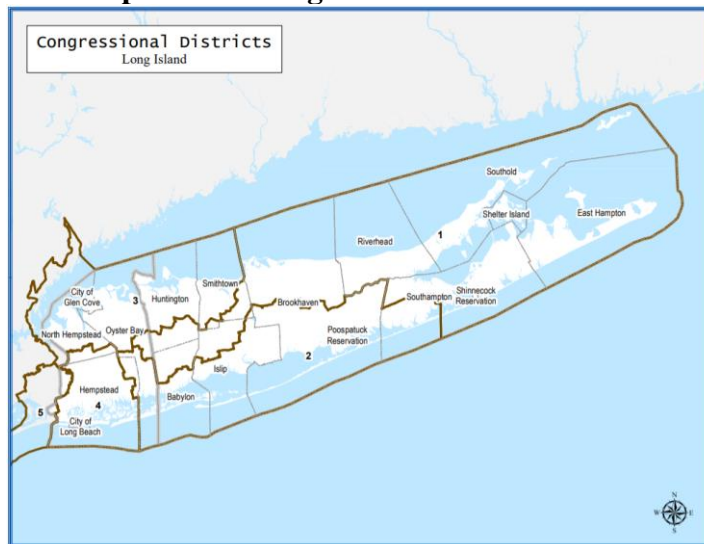 Congressional Districts
Long Island
Southold
Shelter Island
East Hampton
Riverhead
1
Shinnecock
Reservation
Southampton
Smithtown
Brookhaven
City of
Glen Cove
3
Huntington
North Hempstead
Oyster Bay
Poospatuck
Reservation
2
Islip
Babylon
Hempstead
5
4
City of
Long Beach
N
W
E
S